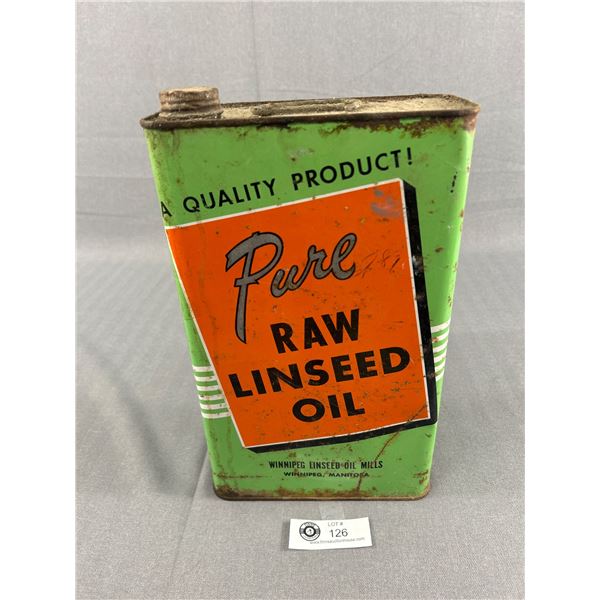 A QUALITY PRODUCT!
!
Pure
RAW
LINSEED
OIL
WINNIPEG LINSEED OIL MILLS
WINNIPEG, MANITOBA
LOT #
126